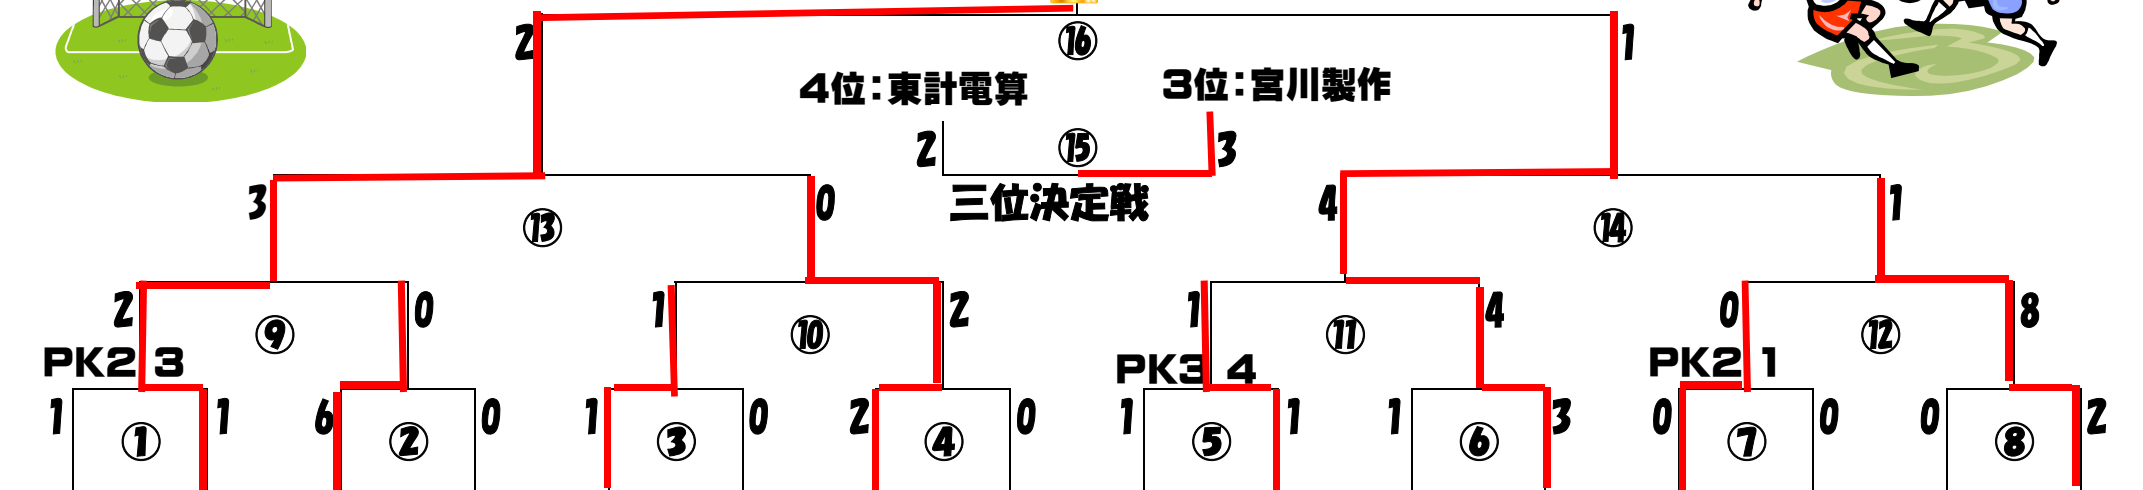 2 ⑯ 1
4位:東計電算 3位:宮川製作
2 ⑮ 3
三位決定戦
3 ⑬ 0 4 ⑭ 1
2 ⑨ 0 1 ⑩ 2 1 ⑪ 4 0 ⑫ 8
PK2 3 PK3 4 PK2 1
1 ① 1 6 ② 0 1 ③ 0 2 ④ 0 1 ⑤ 1 1 ⑥ 3 0 ⑦ 0 0 ⑧ 2